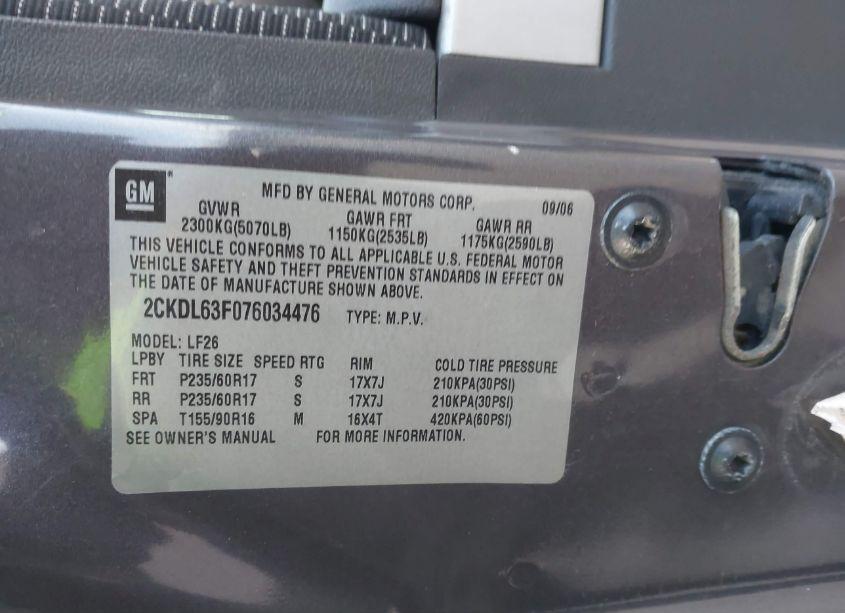 GM
MFD BY GENERAL MOTORS CORP. 09/06
GVWR GAWR FRT GAWR RR
2300KG(5070LB) 1150KG(2535LB) 1175KG(2590LB)
THIS VEHICLE CONFORMS TO ALL APPLICABLE U.S. FEDERAL MOTOR
VEHICLE SAFETY AND THEFT PREVENTION STANDARDS IN EFFECT ON
THE DATE OF MANUFACTURE SHOWN ABOVE.
2CKDL63F076034476 TYPE: M.P.V.
MODEL: LF26
LPBY TIRE SIZE SPEED RTG RIM COLD TIRE PRESSURE
FRT P235/60R17 S 17X7J 210KPA(30PSI)
RR P235/60R17 S 17X7J 210KPA(30PSI)
SPA T155/90R16 M 16X4T 420KPA(60PSI)
SEE OWNER'S MANUAL FOR MORE INFORMATION.